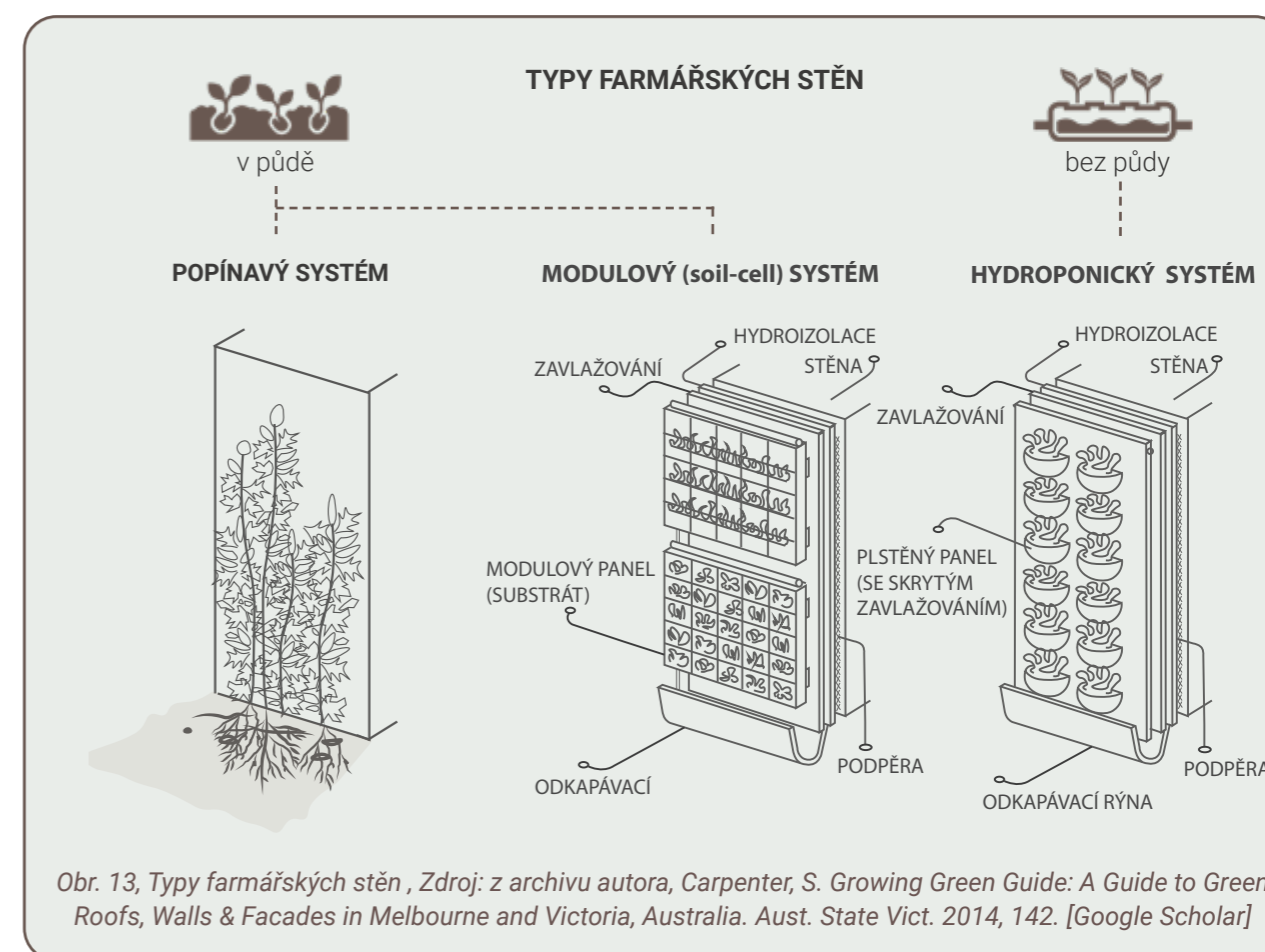 TYPY FARMÁŘSKÝCH STĚN
v půdě
bez půdy
POPÍNAVÝ SYSTÉM
MODULOVÝ (soil-cell) SYSTÉM
HYDROPONICKÝ SYSTÉM
HYDROIZOLACE
STĚNA
ZAVLAŽOVÁNÍ
MODULOVÝ PANEL
(SUBSTRÁT)
ODKAPÁVACÍ
PODPĚRA
HYDROIZOLACE
STĚNA
ZAVLAŽOVÁNÍ
PLSTĚNÝ PANEL
(SE SKRYTÝM
ZAVLAŽOVÁNÍM)
ODKAPÁVACÍ RÝNA
PODPĚRA
Obr. 13, Typy farmářských stěn , Zdroj: z archivu autora, Carpenter, S. Growing Green Guide: A Guide to Green
Roofs, Walls & Facades in Melbourne and Victoria, Australia. Aust. State Vict. 2014, 142. [Google Scholar]